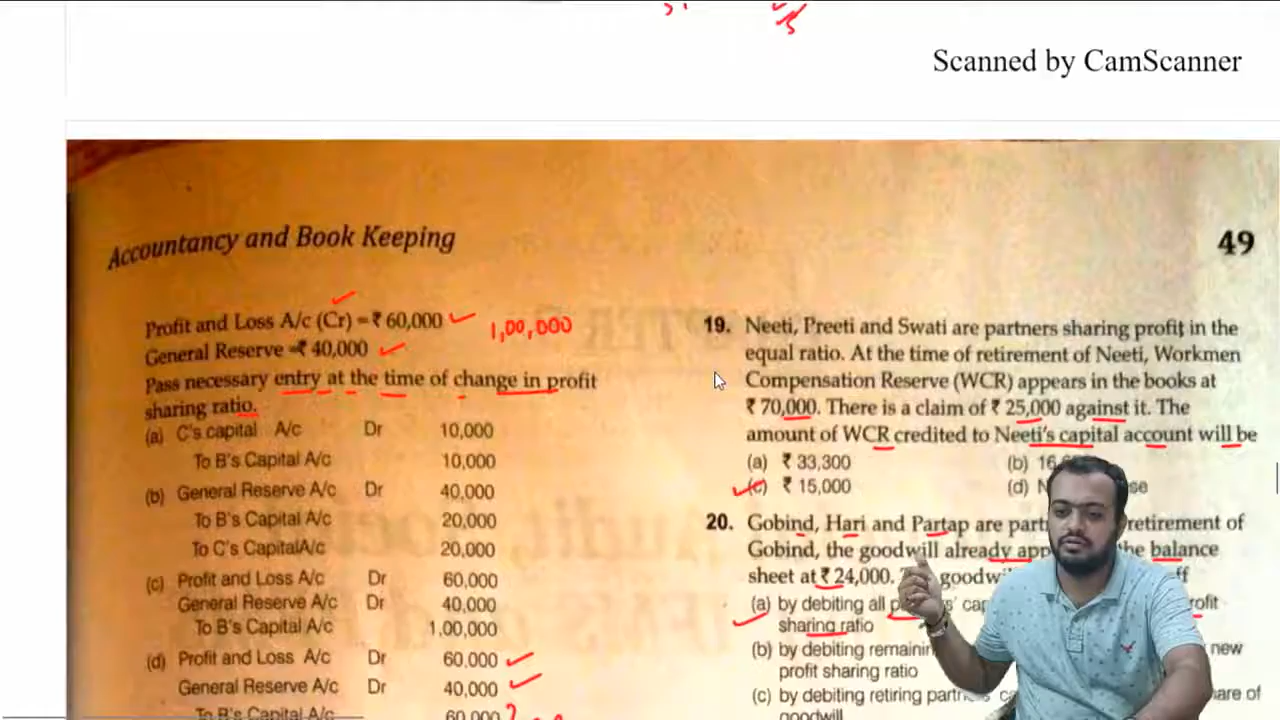 Scanned by CamScanner
Accountancy and Book Keeping
49
Profit and Loss A/c (Cr) = ₹ 60,000
1,00,000
General Reserve = ₹ 40,000
Pass necessary entry at the time of change in profit
sharing ratio.
(a) C's capital A/c Dr 10,000
To B's Capital A/c 10,000
(b) General Reserve A/c Dr 40,000
To B's Capital A/c 20,000
To C's CapitalA/c 20,000
(c) Profit and Loss A/c Dr 60,000
General Reserve A/c Dr 40,000
To B's Capital A/c 1,00,000
(d) Profit and Loss A/c Dr 60,000
General Reserve A/c Dr 40,000
To B's Capital A/c 60,000
19. Neeti, Preeti and Swati are partners sharing profit in the
equal ratio. At the time of retirement of Neeti, Workmen
Compensation Reserve (WCR) appears in the books at
₹ 70,000. There is a claim of ₹ 25,000 against it. The
amount of WCR credited to Neeti's capital account will be
(a) ₹ 33,300 (b)
(c) ₹ 15,000 (d)
20. Gobind, Hari and Partap are retirement of
Gobind, the goodwill already balance
sheet at ₹ 24,000.
(a) by debiting all
sharing ratio
(b) by debiting new
profit sharing ratio
(c) by debiting retiring of
goodwill